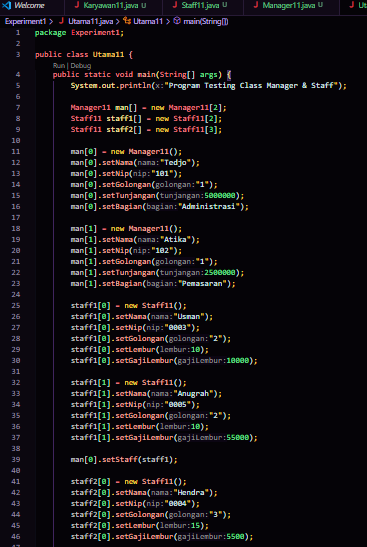 Welcome Karyawan11.java U Staff11.java U Manager11.java U
Experiment1 > Utama11.java > Utama11 > main(String[])
1 package Experiment1;
2
3 public class Utama11 {
Run | Debug
4 public static void main(String[] args) {
5 System.out.println(x:"Program Testing Class Manager & Staff");
6
7 Manager11 man[] = new Manager11[2];
8 Staff11 staff1[] = new Staff11[2];
9 Staff11 staff2[] = new Staff11[3];
10
11 man[0] = new Manager11();
12 man[0].setNama(nama:"Tedjo");
13 man[0].setNip(nip:"101");
14 man[0].setGolongan(golongan:"1");
15 man[0].setTunjangan(tunjangan:5000000);
16 man[0].setBagian(bagian:"Administrasi");
17
18 man[1] = new Manager11();
19 man[1].setNama(nama:"Atika");
20 man[1].setNip(nip:"102");
21 man[1].setGolongan(golongan:"1");
22 man[1].setTunjangan(tunjangan:2500000);
23 man[1].setBagian(bagian:"Pemasaran");
24
25 staff1[0] = new Staff11();
26 staff1[0].setNama(nama:"Usman");
27 staff1[0].setNip(nip:"0003");
28 staff1[0].setGolongan(golongan:"2");
29 staff1[0].setLembur(lembur:10);
30 staff1[0].setGajiLembur(gajiLembur:10000);
31
32 staff1[1] = new Staff11();
33 staff1[1].setNama(nama:"Anugrah");
34 staff1[1].setNip(nip:"0005");
35 staff1[1].setGolongan(golongan:"2");
36 staff1[1].setLembur(lembur:10);
37 staff1[1].setGajiLembur(gajiLembur:55000);
38
39 man[0].setStaff(staff1);
40
41 staff2[0] = new Staff11();
42 staff2[0].setNama(nama:"Hendra");
43 staff2[0].setNip(nip:"0004");
44 staff2[0].setGolongan(golongan:"3");
45 staff2[0].setLembur(lembur:15);
46 staff2[0].setGajiLembur(gajiLembur:5500);